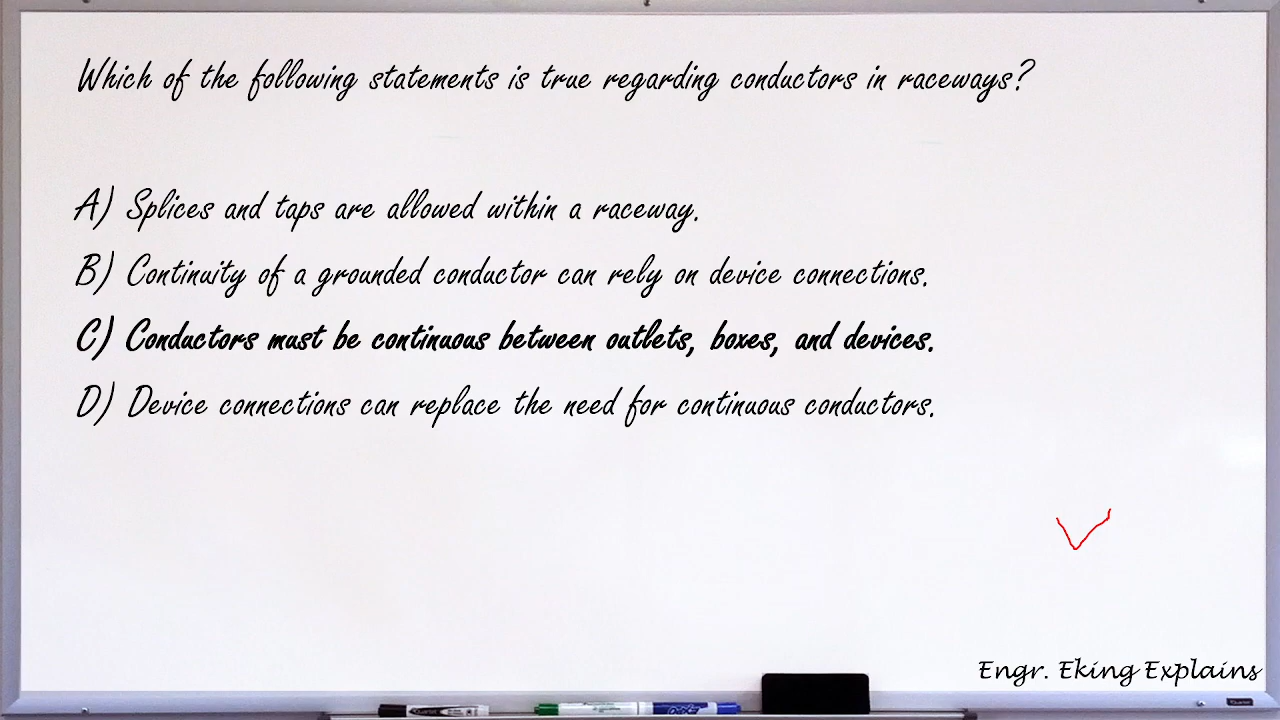 Which of the following statements is true regarding conductors in raceways?
A) Splices and taps are allowed within a raceway.
B) Continuity of a grounded conductor can rely on device connections.
C) Conductors must be continuous between outlets, boxes, and devices.
D) Device connections can replace the need for continuous conductors.
Engr. Eking Explains